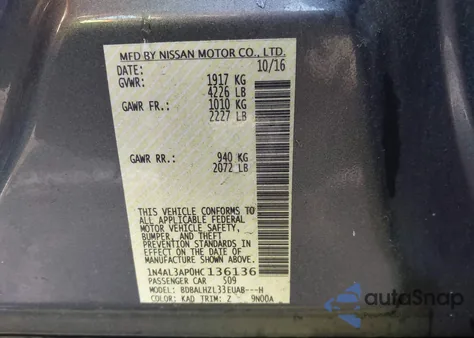 MFD BY NISSAN MOTOR CO., LTD.
DATE: 10/16
GVWR: 1917 KG
4226 LB
GAWR FR.: 1010 KG
2227 LB
GAWR RR.: 940 KG
2072 LB
THIS VEHICLE CONFORMS TO
ALL APPLICABLE FEDERAL
MOTOR VEHICLE SAFETY,
BUMPER, AND THEFT
STANDARDS IN EFFECT ON
THE DATE OF MANUFACTURE
SHOWN ABOVE.
1N4AL3AP0HC136136
PASSENGER CAR 509
MODEL: BDBALHZL33EUAB---H
COLOR: KAD TRIM: Z 9N00A
autoSnap